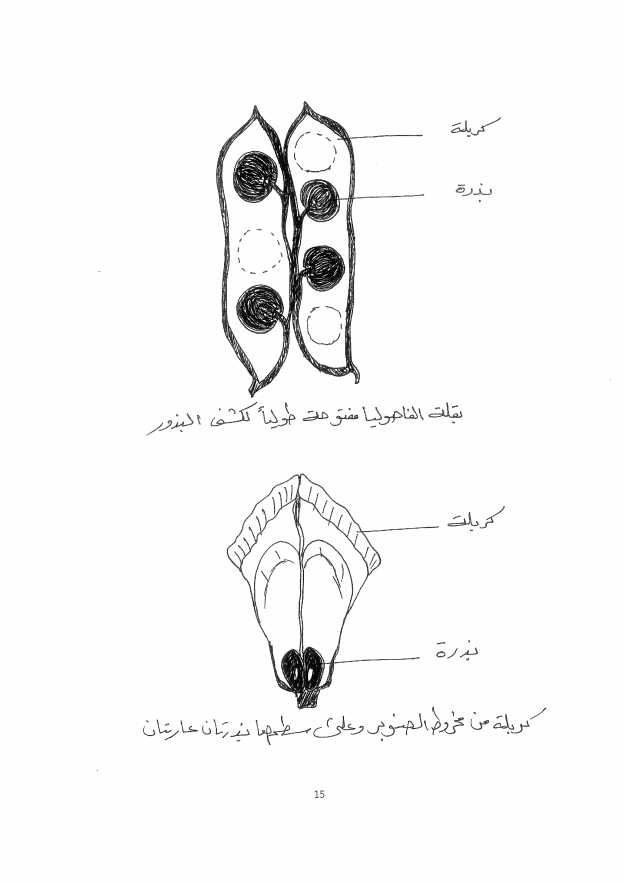 كربلة
بذرة
بقلة الفاصوليا مفتوحة طولياً لكشف البذور
كربلة
بذرة
كربلة من مخروط الصنوبر وعلى سطحها بذرتان عاريتان
15